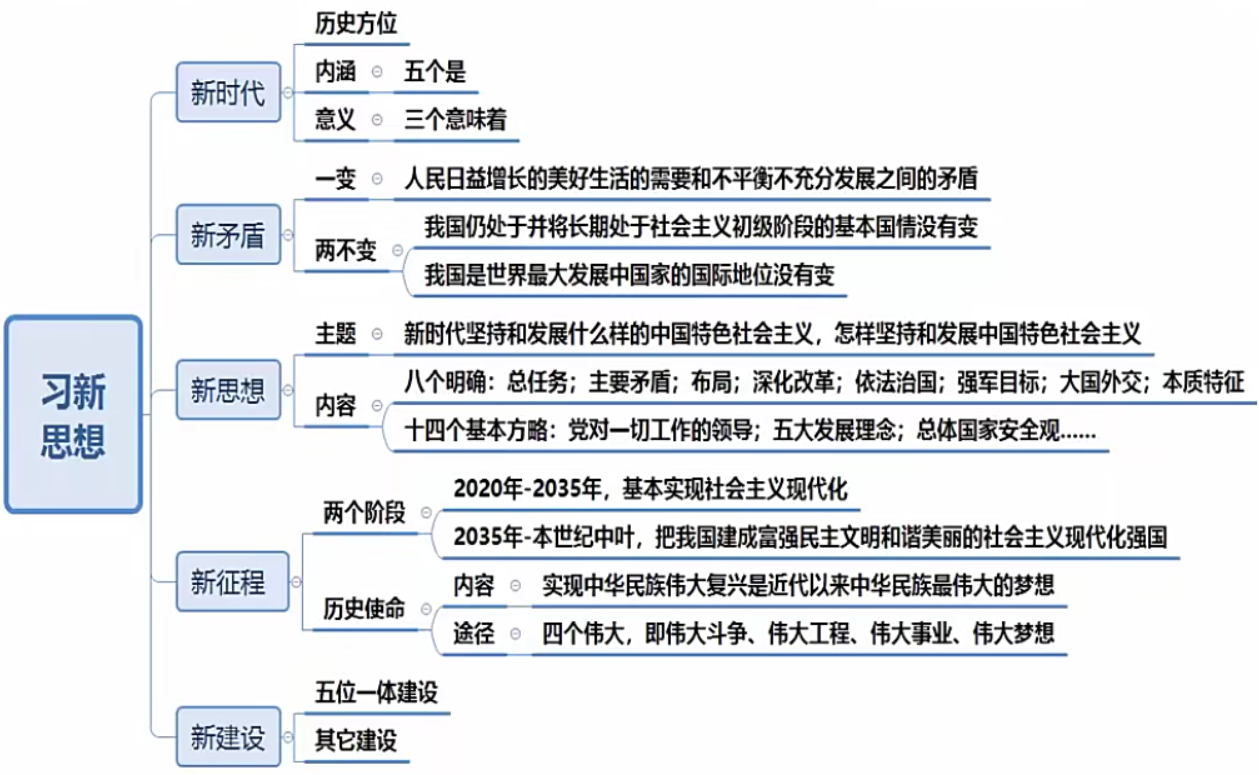 习新
思想
新时代
历史方位
内涵
五个是
意义
三个意味着
新矛盾
一变
人民日益增长的美好生活的需要和不平衡不充分发展之间的矛盾
两不变
我国仍处于并将长期处于社会主义初级阶段的基本国情没有变
我国是世界最大发展中国家的国际地位没有变
新思想
主题
新时代坚持和发展什么样的中国特色社会主义，怎样坚持和发展中国特色社会主义
内容
八个明确：总任务；主要矛盾；布局；深化改革；依法治国；强军目标；大国外交；本质特征
十四个基本方略：党对一切工作的领导；五大发展理念；总体国家安全观……
新征程
两个阶段
2020年-2035年，基本实现社会主义现代化
2035年-本世纪中叶，把我国建成富强民主文明和谐美丽的社会主义现代化强国
历史使命
内容
实现中华民族伟大复兴是近代以来中华民族最伟大的梦想
途径
四个伟大，即伟大斗争、伟大工程、伟大事业、伟大梦想
新建设
五位一体建设
其它建设